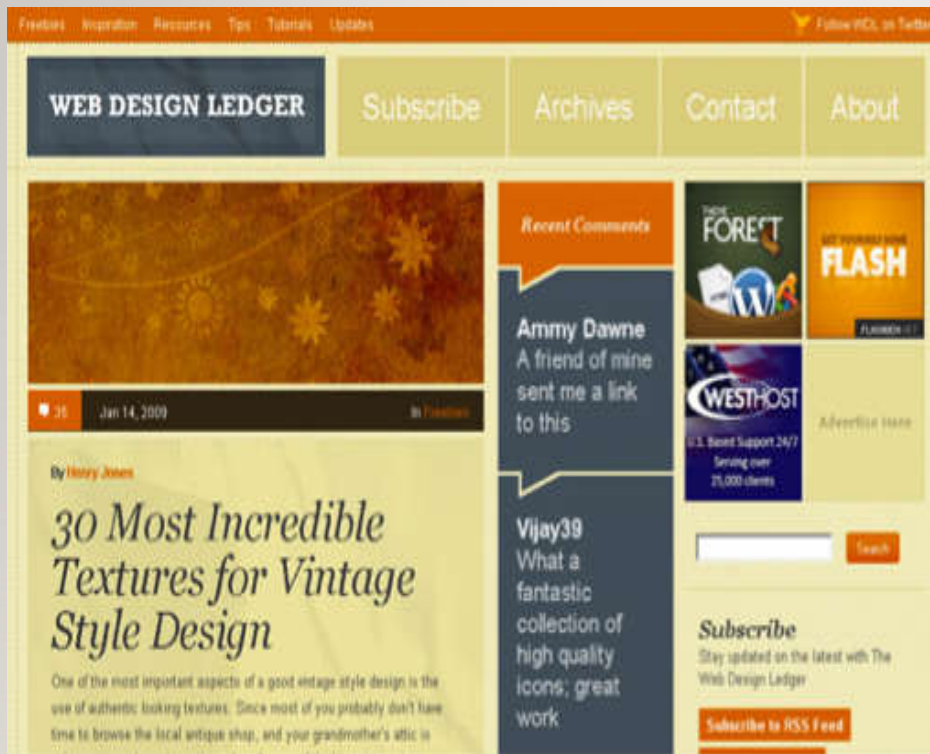 Freebies Inspiration Resources Tips Tutorials Updates
Follow WDL on Twitter
WEB DESIGN LEDGER
Subscribe
Archives
Contact
About
35
Jan 14, 2009
In Freebies
By Henry Jones
30 Most Incredible
Textures for Vintage
Style Design
One of the most important aspects of a good vintage style design is the
use of authentic looking textures. Since most of you probably don't have
time to browse the local antique shop, and your grandmother's attic is
Recent Comments
Ammy Dawne
A friend of mine
sent me a link
to this
Vijay39
What a
fantastic
collection of
high quality
icons; great
work
THEME
FOREST
HTML
W
GET YOURSELF SOME
FLASH
WESTHOST
U.S. Based Support 24/7
Serving over
25,000 clients
Advertise Here
Search
Subscribe
Stay updated on the latest with The
Web Design Ledger
Subscribe to RSS Feed